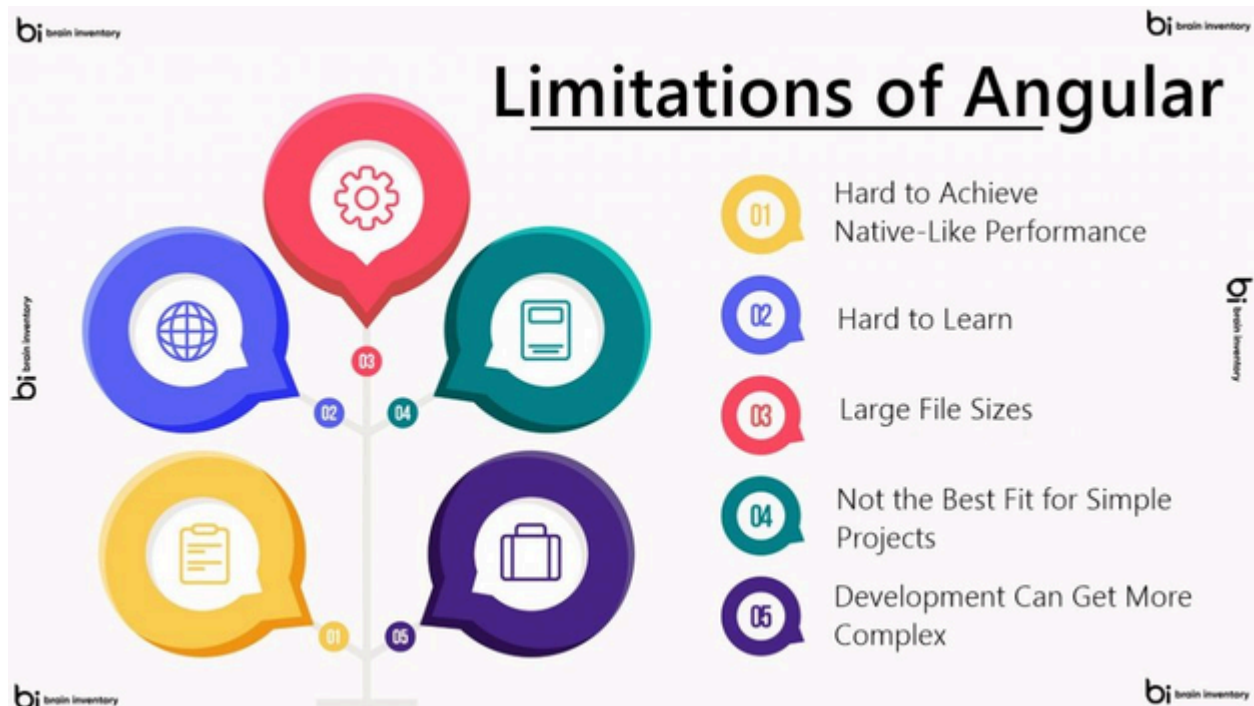 bi brain inventory
bi brain inventory
Limitations of Angular
01
Hard to Achieve
Native-Like Performance
02
Hard to Learn
03
Large File Sizes
04
Not the Best Fit for Simple
Projects
05
Development Can Get More
Complex
03
02
04
01
05
bi brain inventory
bi brain inventory
bi brain inventory
bi brain inventory